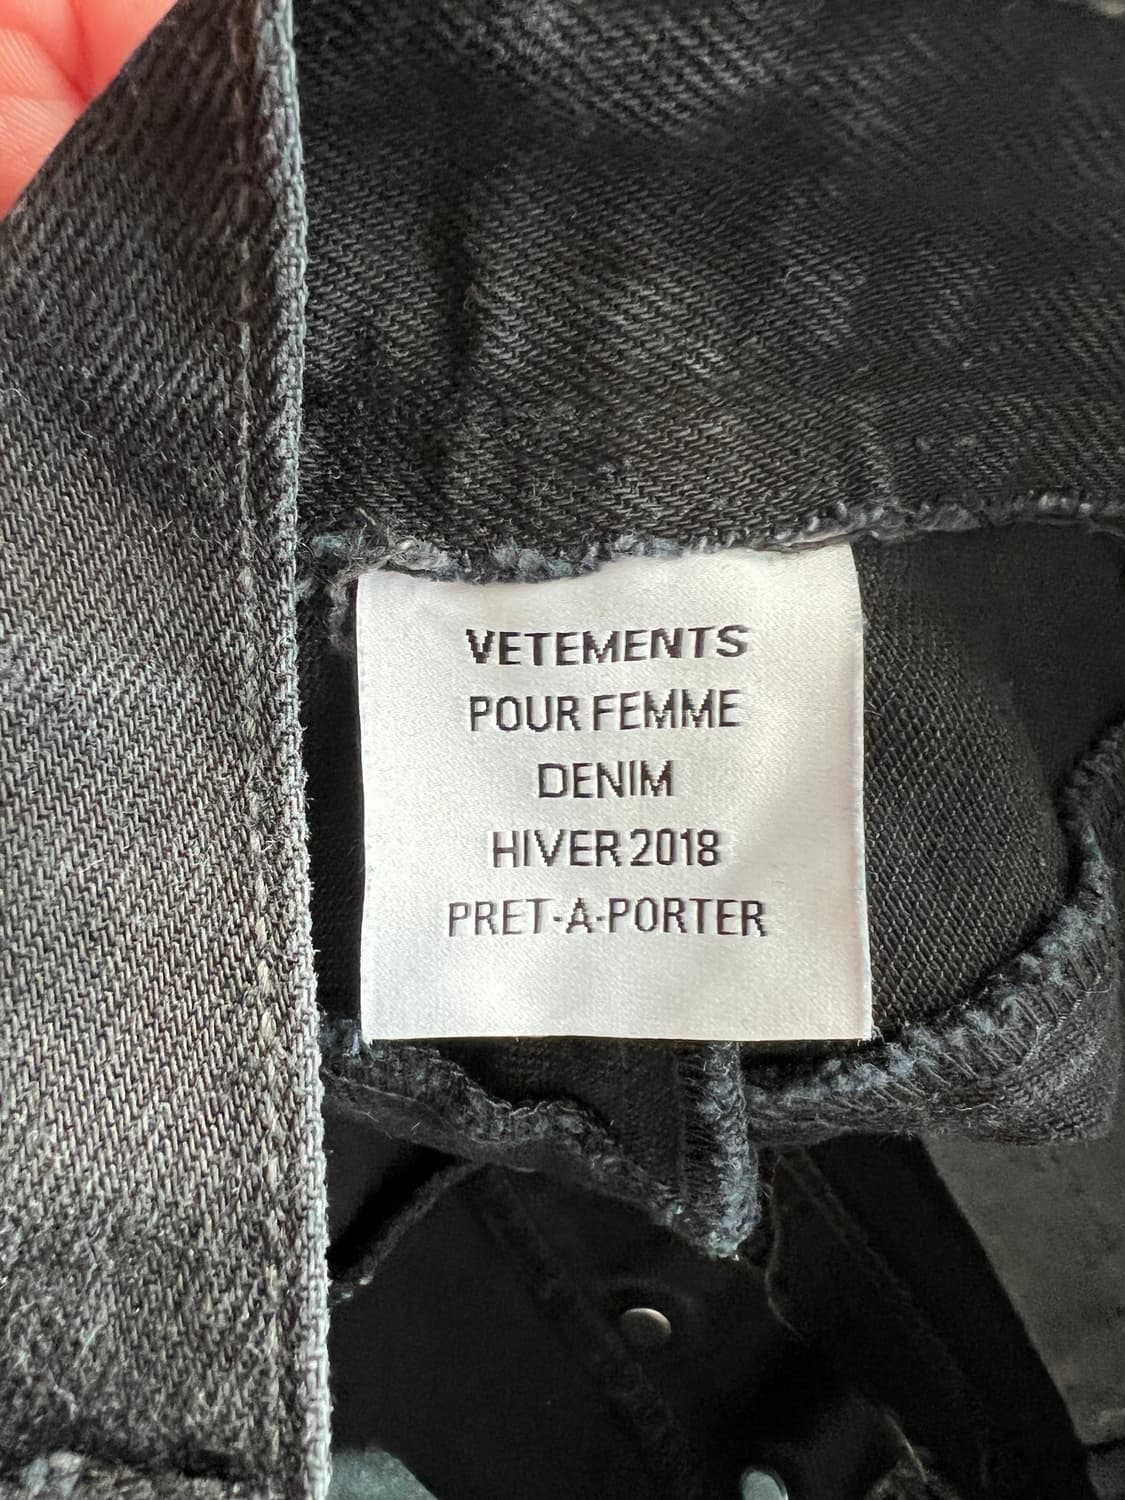 VETEMENTS
POUR FEMME
DENIM
HIVER 2018
PRET-A-PORTER